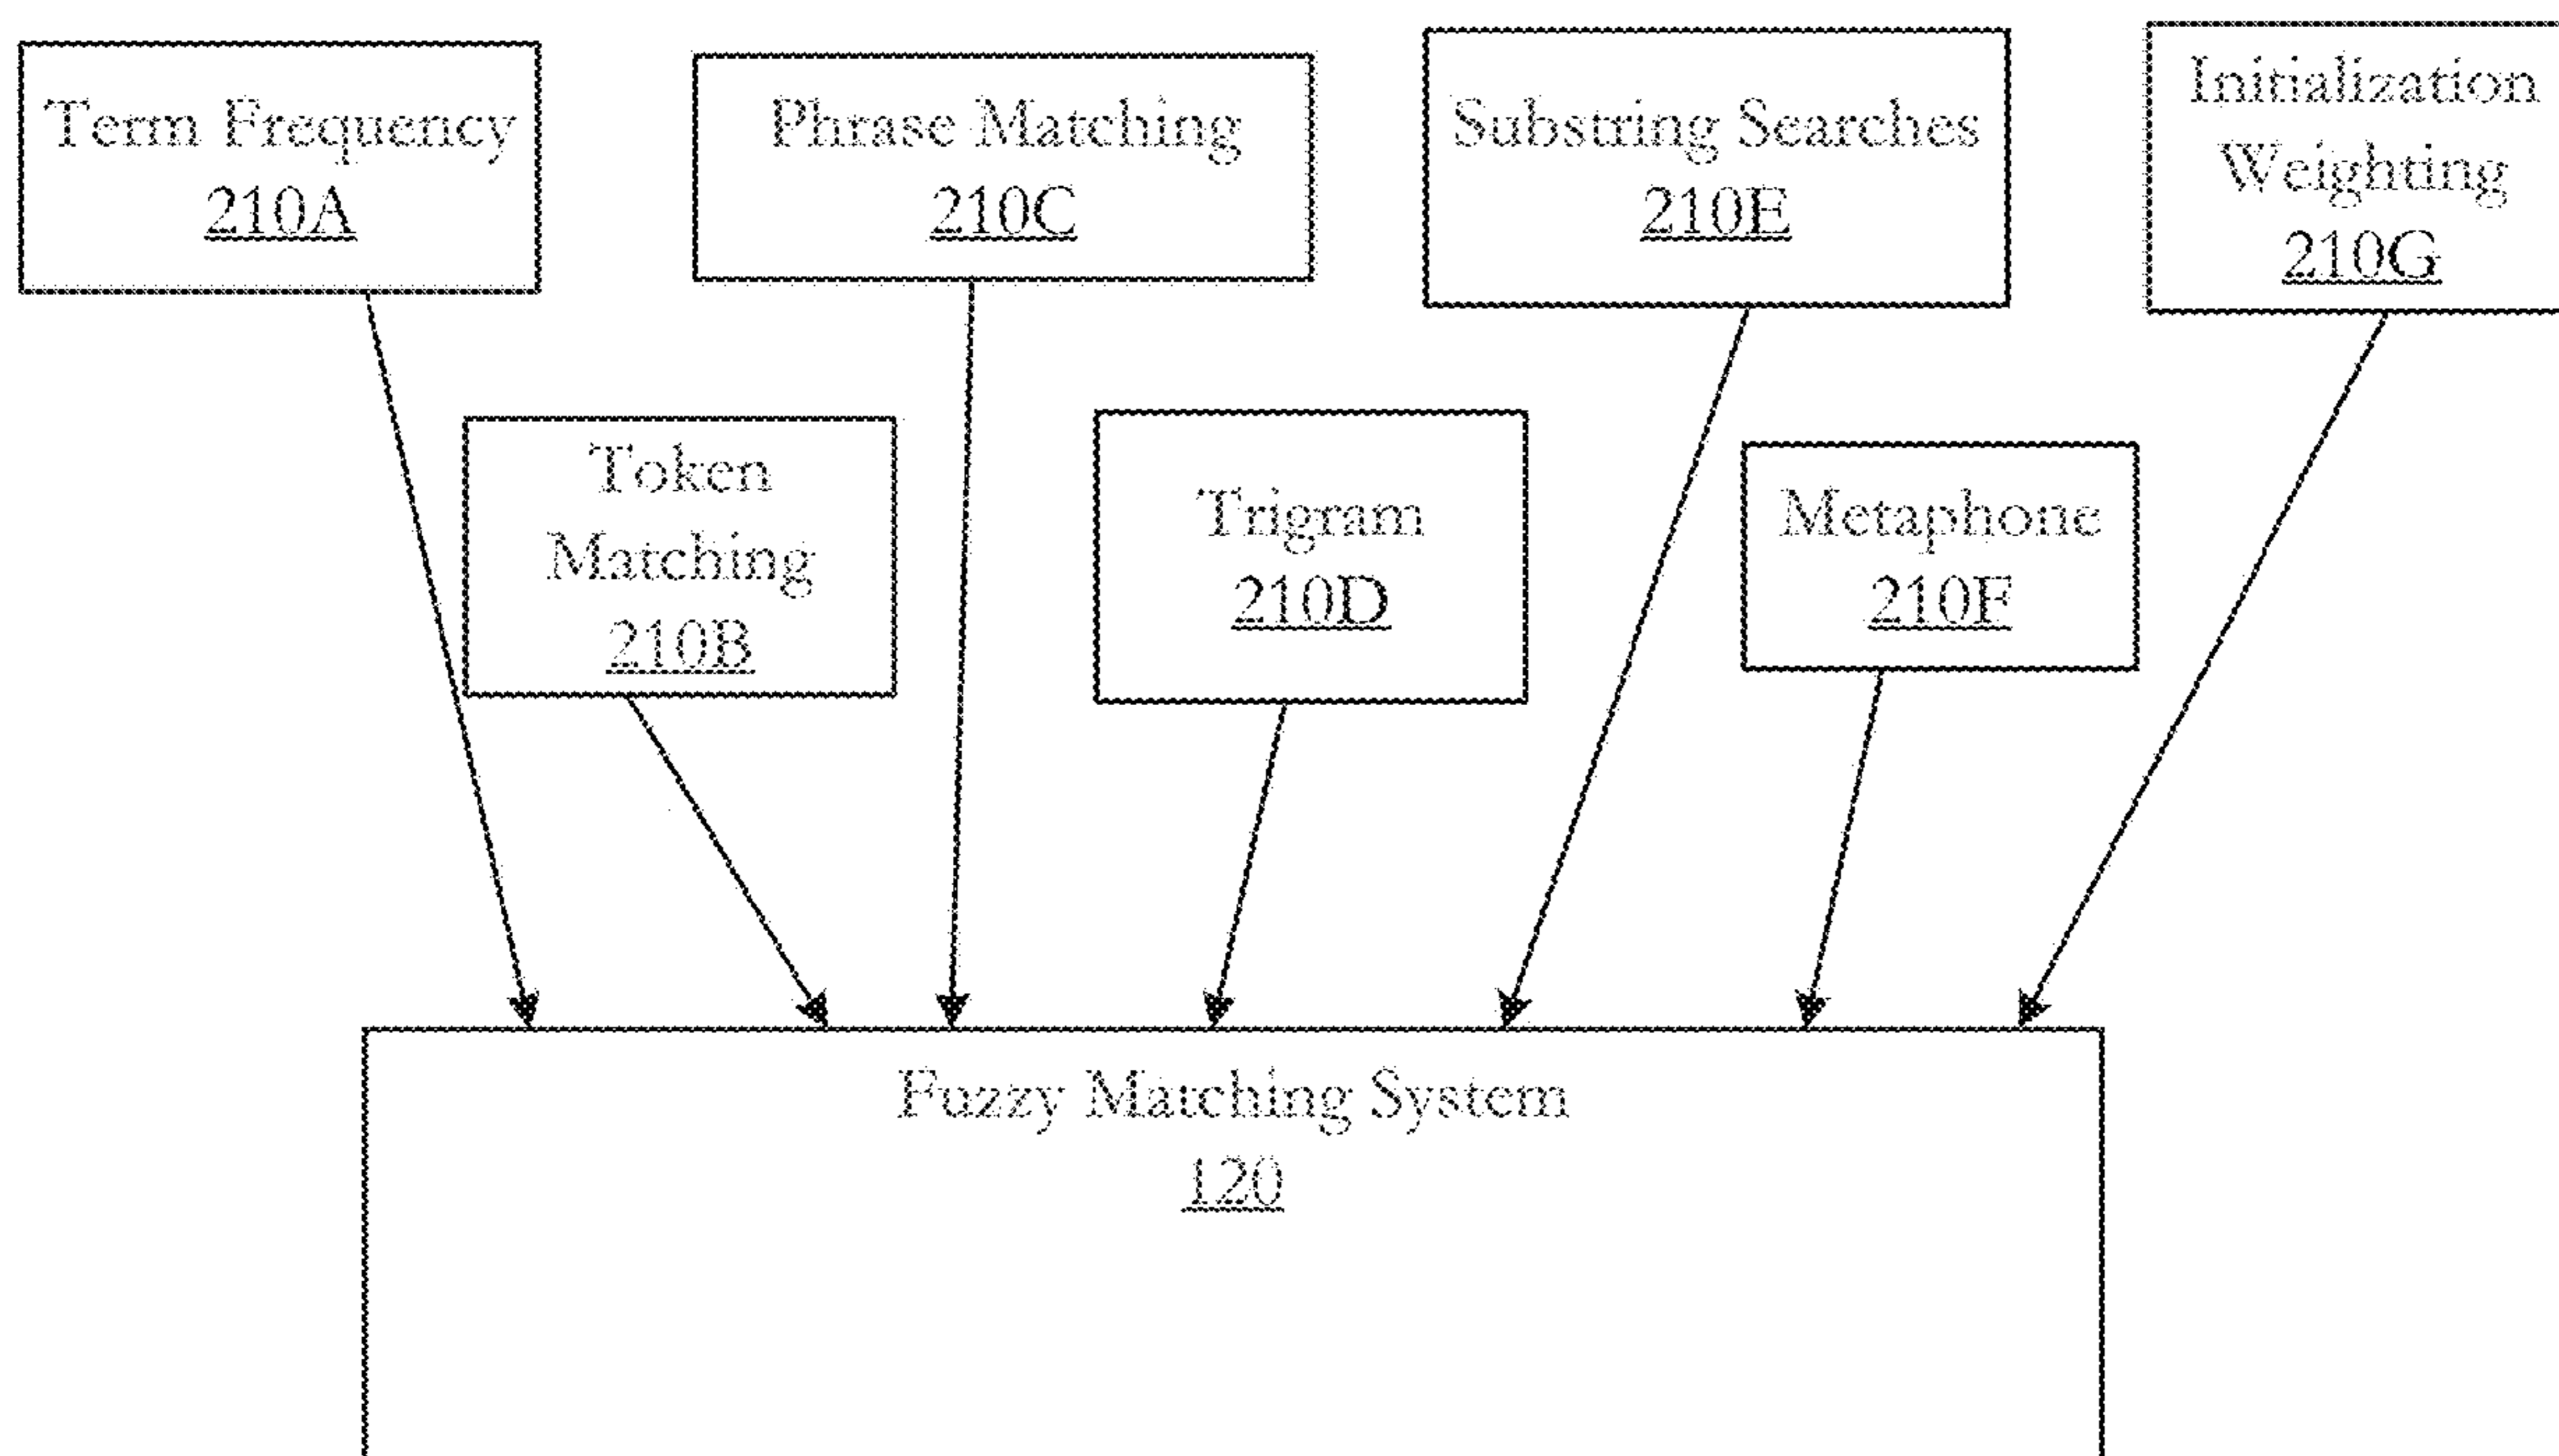 Term Frequency
210A
Phrase Matching
210C
Substring Searches
210E
Initialization
Weighting
210G
Token
Matching
210B
Trigram
210D
Metaphone
210F
Fuzzy Matching System
120